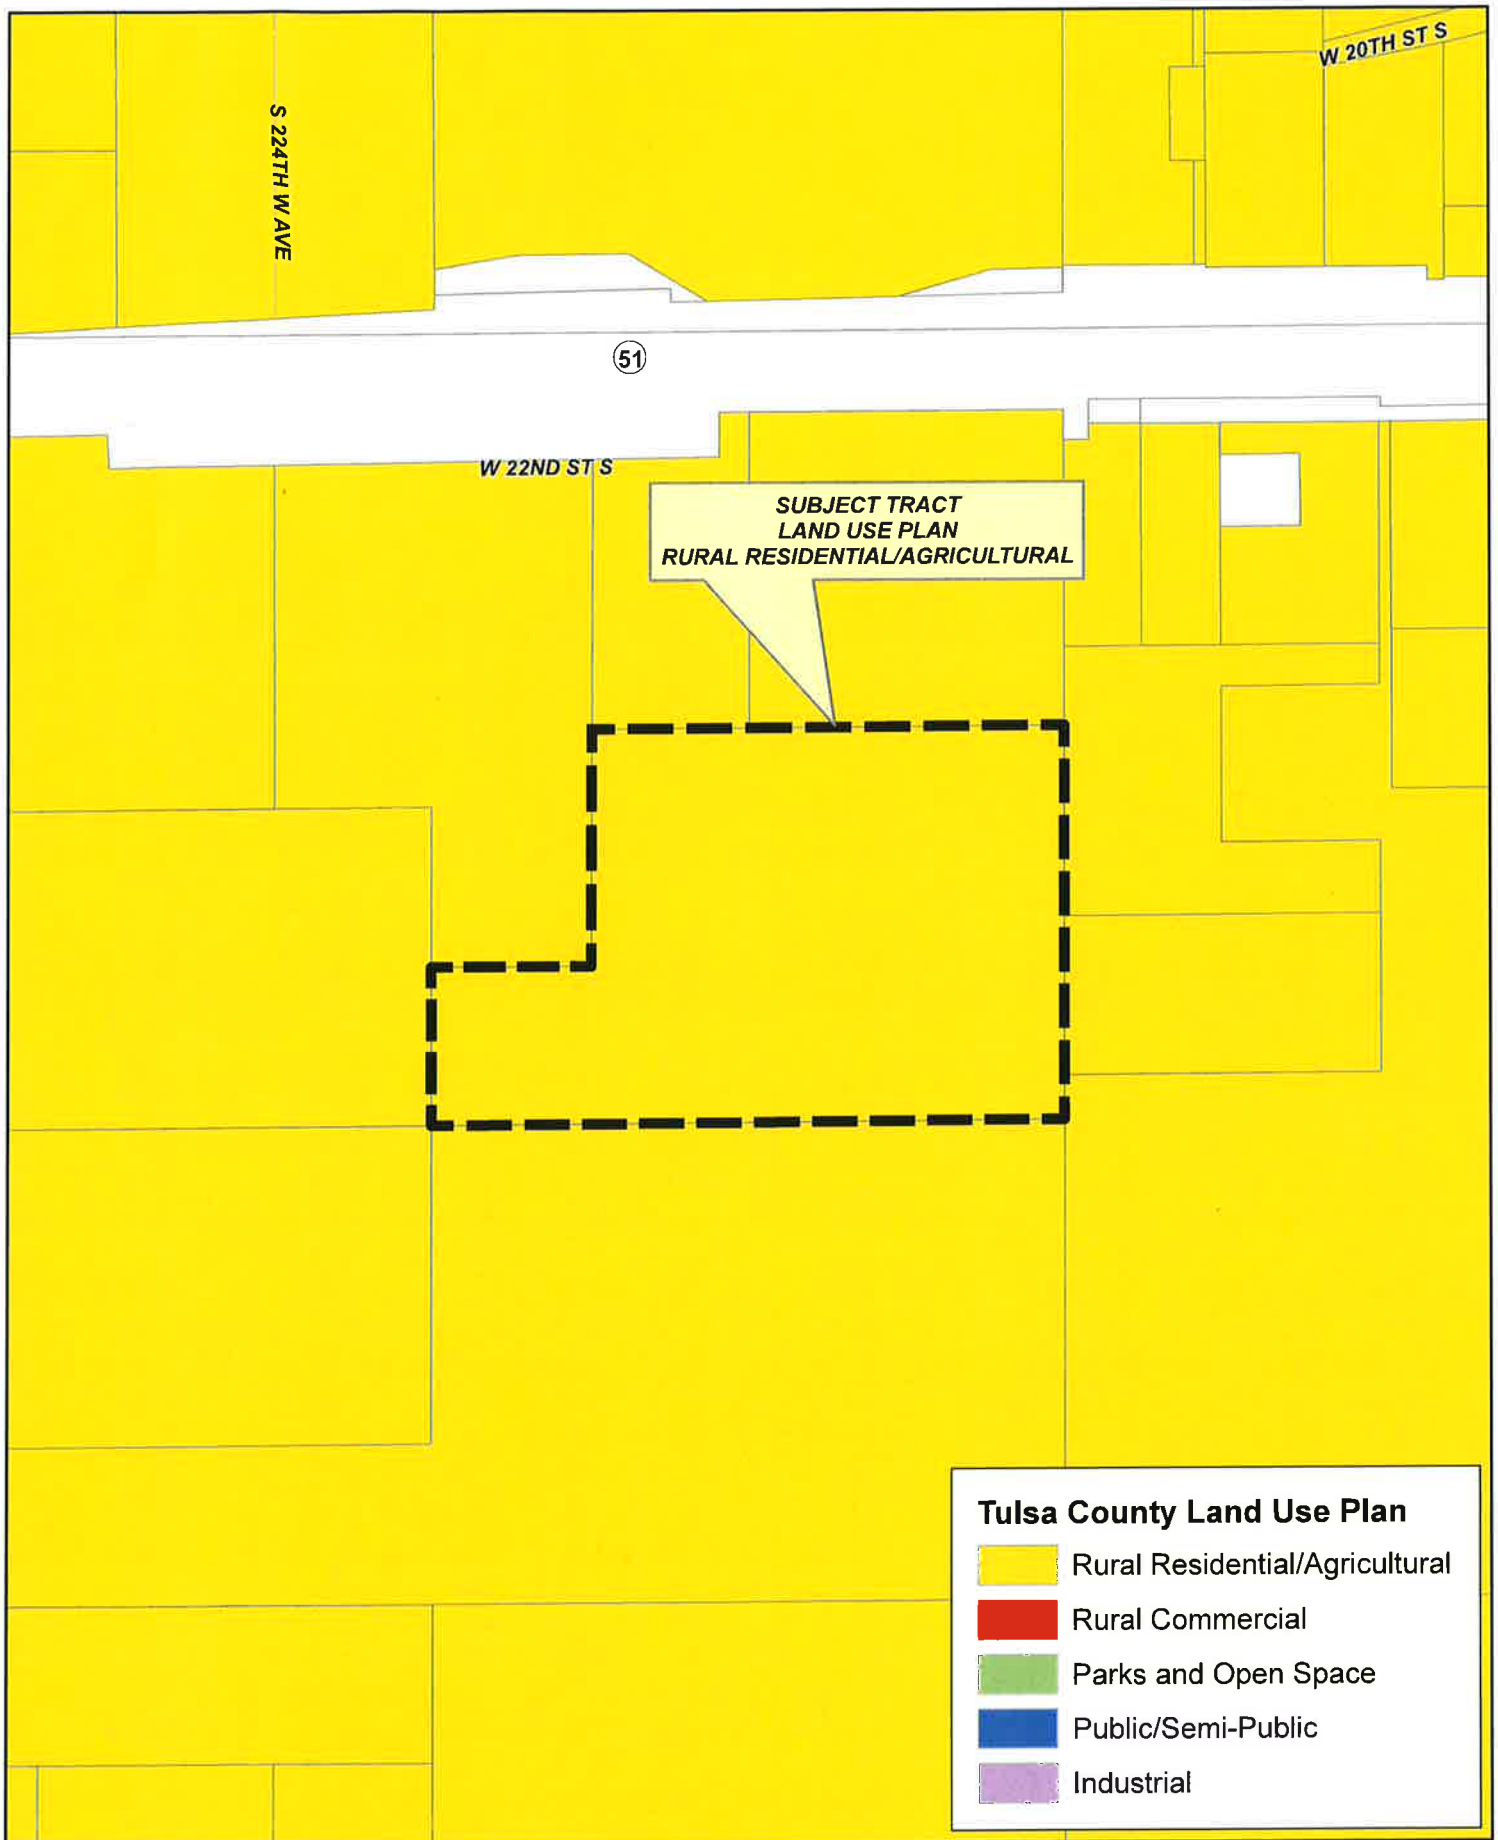 W 20TH ST S
S 224TH W AVE
51
W 22ND ST S
SUBJECT TRACT
LAND USE PLAN
RURAL RESIDENTIAL/AGRICULTURAL
Tulsa County Land Use Plan
Rural Residential/Agricultural
Rural Commercial
Parks and Open Space
Public/Semi-Public
Industrial